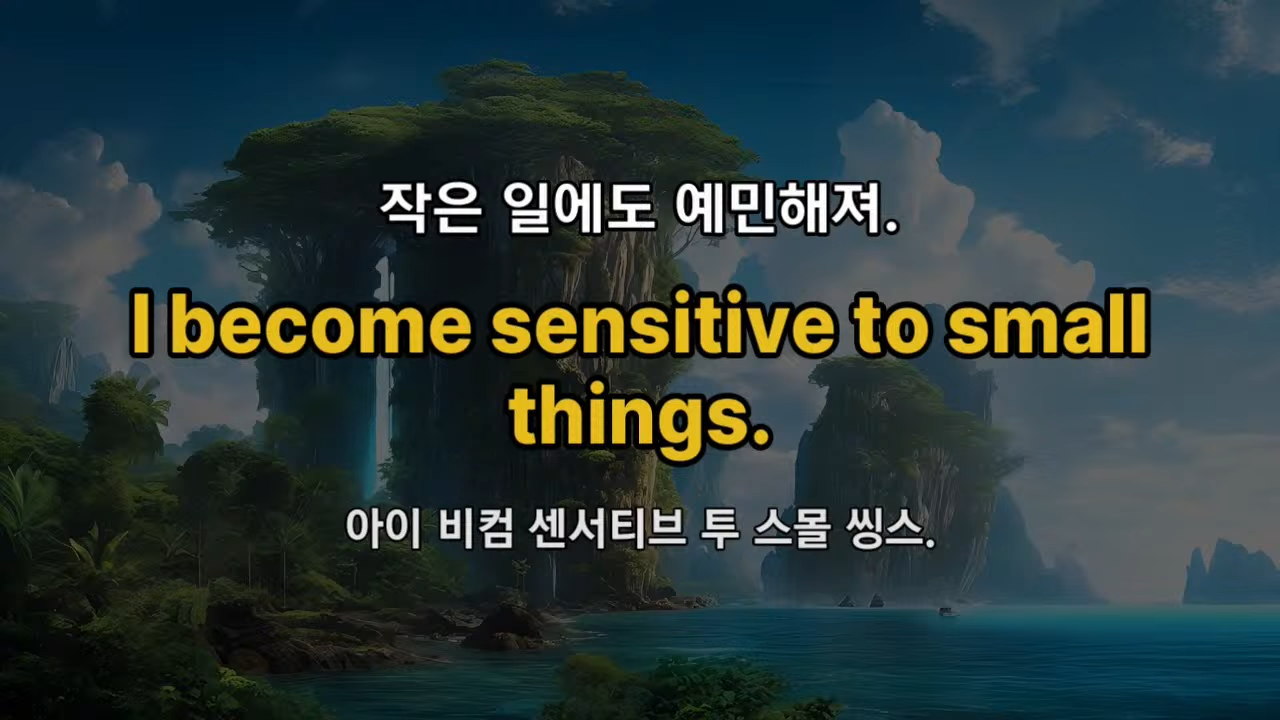 작은 일에도 예민해져.
I become sensitive to small
things.
아이 비컴 센서티브 투 스몰 씽스.